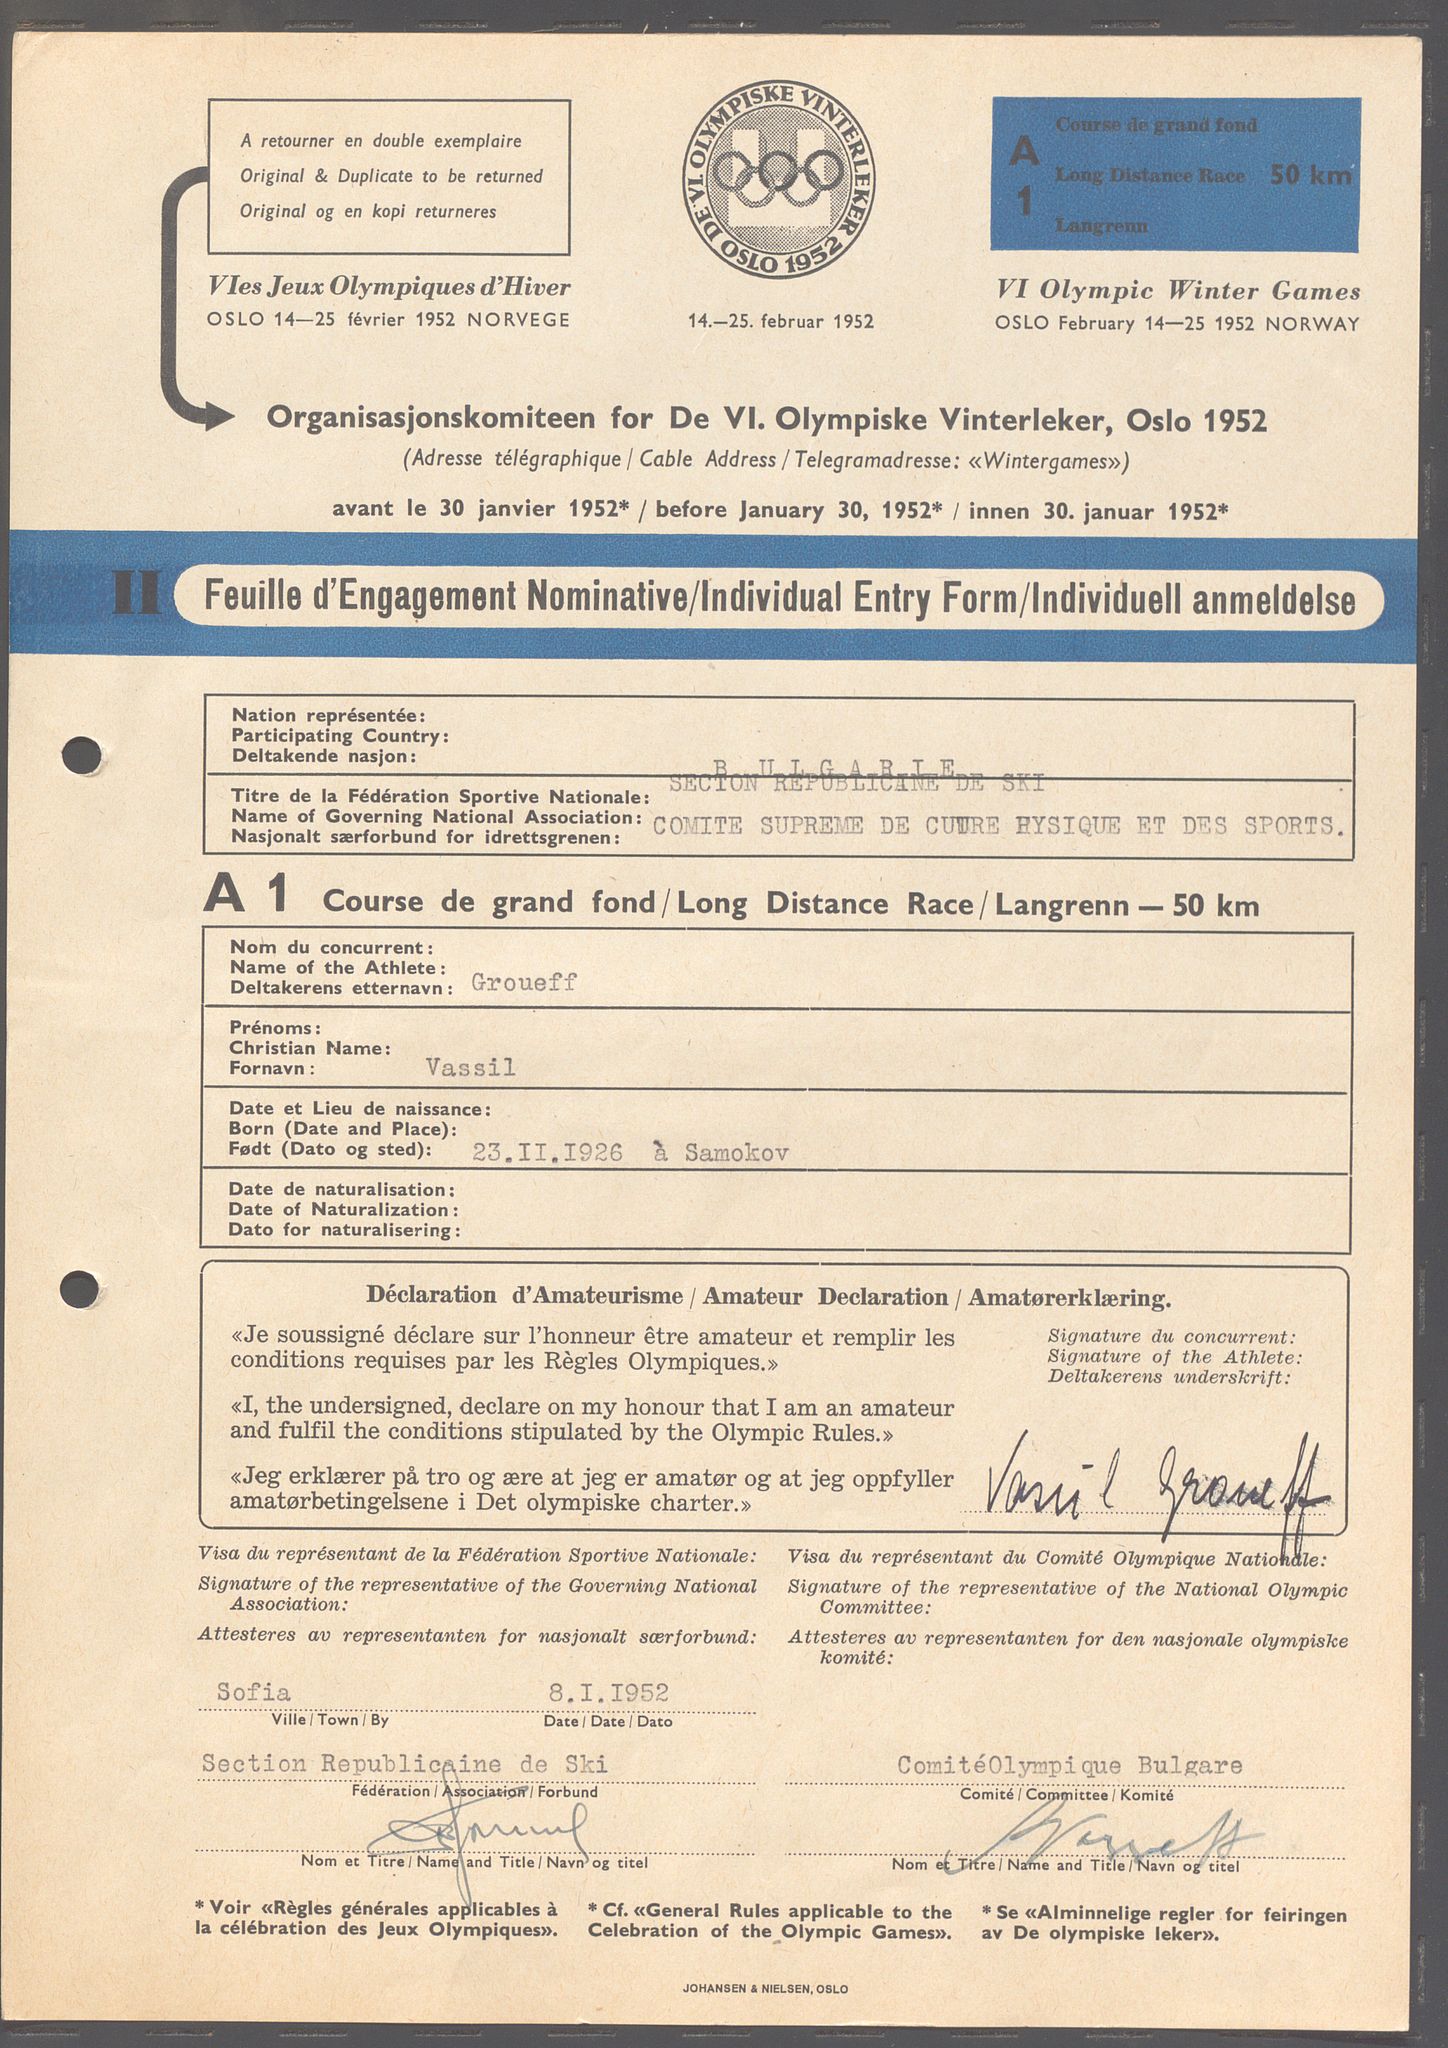 A retourner en double exemplaire
Original & Duplicate to be returned
Original og en kopi returneres
DE VI. OLYMPISKE VINTERLEKER OSLO 1952
A
1
Course de grand fond
Long Distance Race 50 km
Langrenn
VIes Jeux Olympiques d'Hiver
OSLO 14—25 février 1952 NORVEGE
14.—25. februar 1952
VI Olympic Winter Games
OSLO February 14—25 1952 NORWAY
Organisasjonskomiteen for De VI. Olympiske Vinterleker, Oslo 1952
(Adresse télégraphique / Cable Address / Telegramadresse: «Wintergames»)
avant le 30 janvier 1952* / before January 30, 1952* / innen 30. januar 1952*
II Feuille d'Engagement Nominative/Individual Entry Form/Individuell anmeldelse
Nation représentée:
Participating Country:
Deltakende nasjon:
B U L G A R I E
SECTON REPUBLICANE DE SKI
Titre de la Fédération Sportive Nationale:
Name of Governing National Association: COMITE SUPREME DE CUURE HYSIQUE ET DES SPORTS.
Nasjonalt særforbund for idrettsgrenen:
A 1 Course de grand fond/Long Distance Race/Langrenn — 50 km
Nom du concurrent:
Name of the Athlete:
Deltakerens etternavn: Groueff
Prénoms:
Christian Name:
Fornavn: Vassil
Date et Lieu de naissance:
Born (Date and Place):
Født (Dato og sted): 23.II.I926 à Samokov
Date de naturalisation:
Date of Naturalization:
Dato for naturalisering:
Déclaration d'Amateurisme / Amateur Declaration / Amatørerklæring.
«Je soussigné déclare sur l'honneur être amateur et remplir les
conditions requises par les Règles Olympiques.»
«I, the undersigned, declare on my honour that I am an amateur
and fulfil the conditions stipulated by the Olympic Rules.»
«Jeg erklærer på tro og ære at jeg er amatør og at jeg oppfyller
amatørbetingelsene i Det olympiske charter.»
Signature du concurrent:
Signature of the Athlete:
Deltakerens underskrift:
Vassil Groueff
Visa du représentant de la Fédération Sportive Nationale:
Signature of the representative of the Governing National
Association:
Attesteres av representanten for nasjonalt særforbund:
Visa du représentant du Comité Olympique Nationale:
Signature of the representative of the National Olympic
Committee:
Attesteres av representanten for den nasjonale olympiske
komité:
Sofia 8.I.I952
Ville/Town/By Date/Date/Dato
Section Republicaine de Ski
Fédération/Association/Forbund
Nom et Titre/Name and Title/Navn og titel
ComitéOlympique Bulgare
Comité/Committee/Komité
Nom et Titre/Name and Title/Navn og titel
* Voir «Règles générales applicables à
la célébration des Jeux Olympiques».
* Cf. «General Rules applicable to the
Celebration of the Olympic Games».
* Se «Alminnelige regler for feiringen
av De olympiske leker».
JOHANSEN & NIELSEN, OSLO